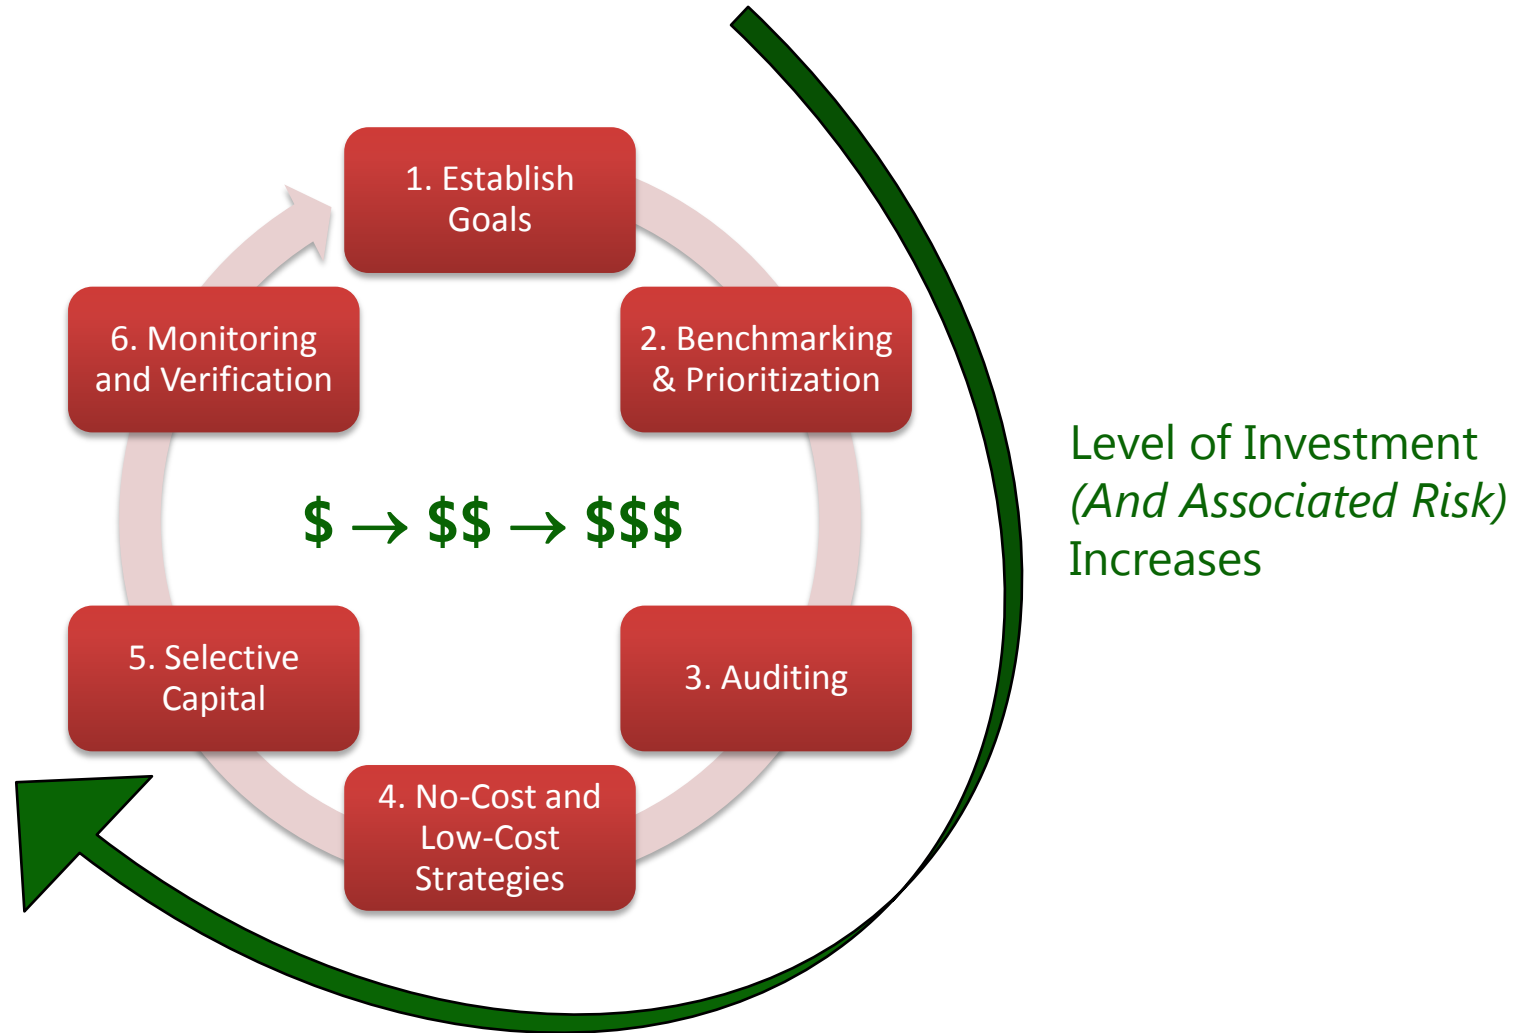 1. Establish
Goals
2. Benchmarking
& Prioritization
3. Auditing
4. No-Cost and
Low-Cost
Strategies
5. Selective
Capital
6. Monitoring
and Verification
$ → $$ → $$$
Level of Investment
(And Associated Risk)
Increases